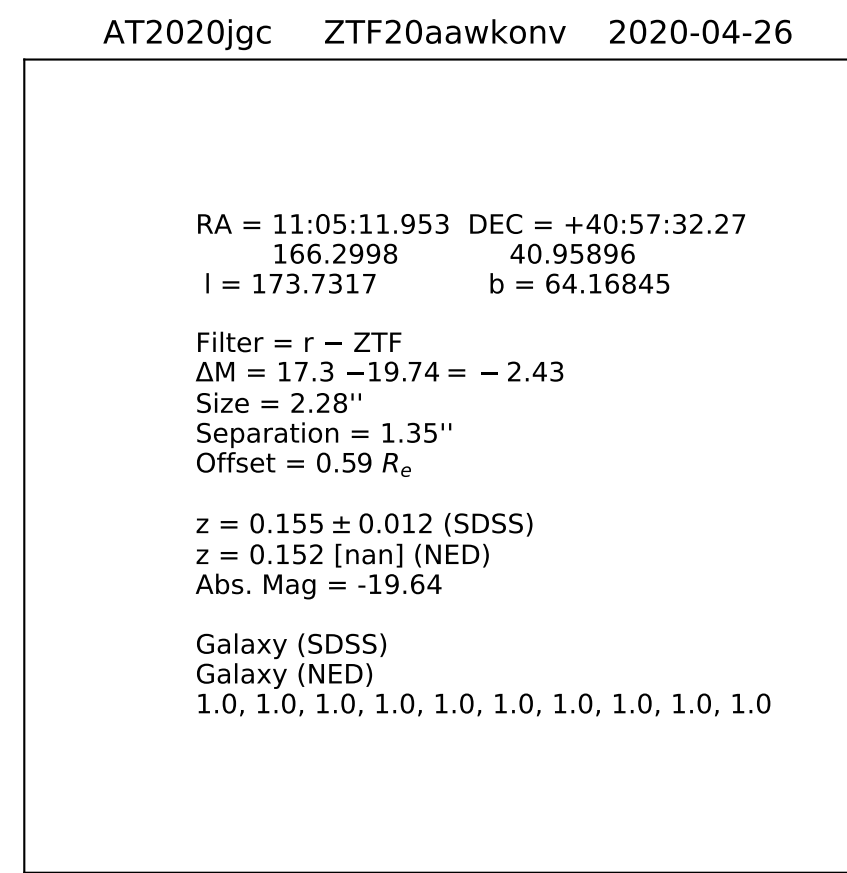 AT2020jgc ZTF20aawkonv 2020-04-26
RA = 11:05:11.953 DEC = +40:57:32.27
166.2998 40.95896
l = 173.7317 b = 64.16845
Filter = r − ZTF
ΔM = 17.3 −19.74 = − 2.43
Size = 2.28''
Separation = 1.35''
Offset = 0.59 Rₑ
z = 0.155 ± 0.012 (SDSS)
z = 0.152 [nan] (NED)
Abs. Mag = -19.64
Galaxy (SDSS)
Galaxy (NED)
1.0, 1.0, 1.0, 1.0, 1.0, 1.0, 1.0, 1.0, 1.0, 1.0